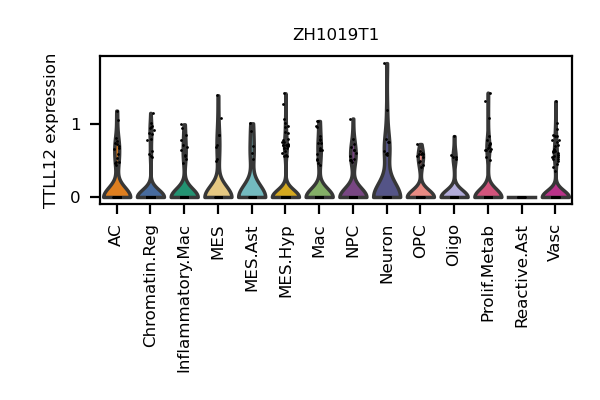 ZH1019T1
TTLL12 expression
1
0
AC
Chromatin.Reg
Inflammatory.Mac
MES
MES.Ast
MES.Hyp
Mac
NPC
Neuron
OPC
Oligo
Prolif.Metab
Reactive.Ast
Vasc